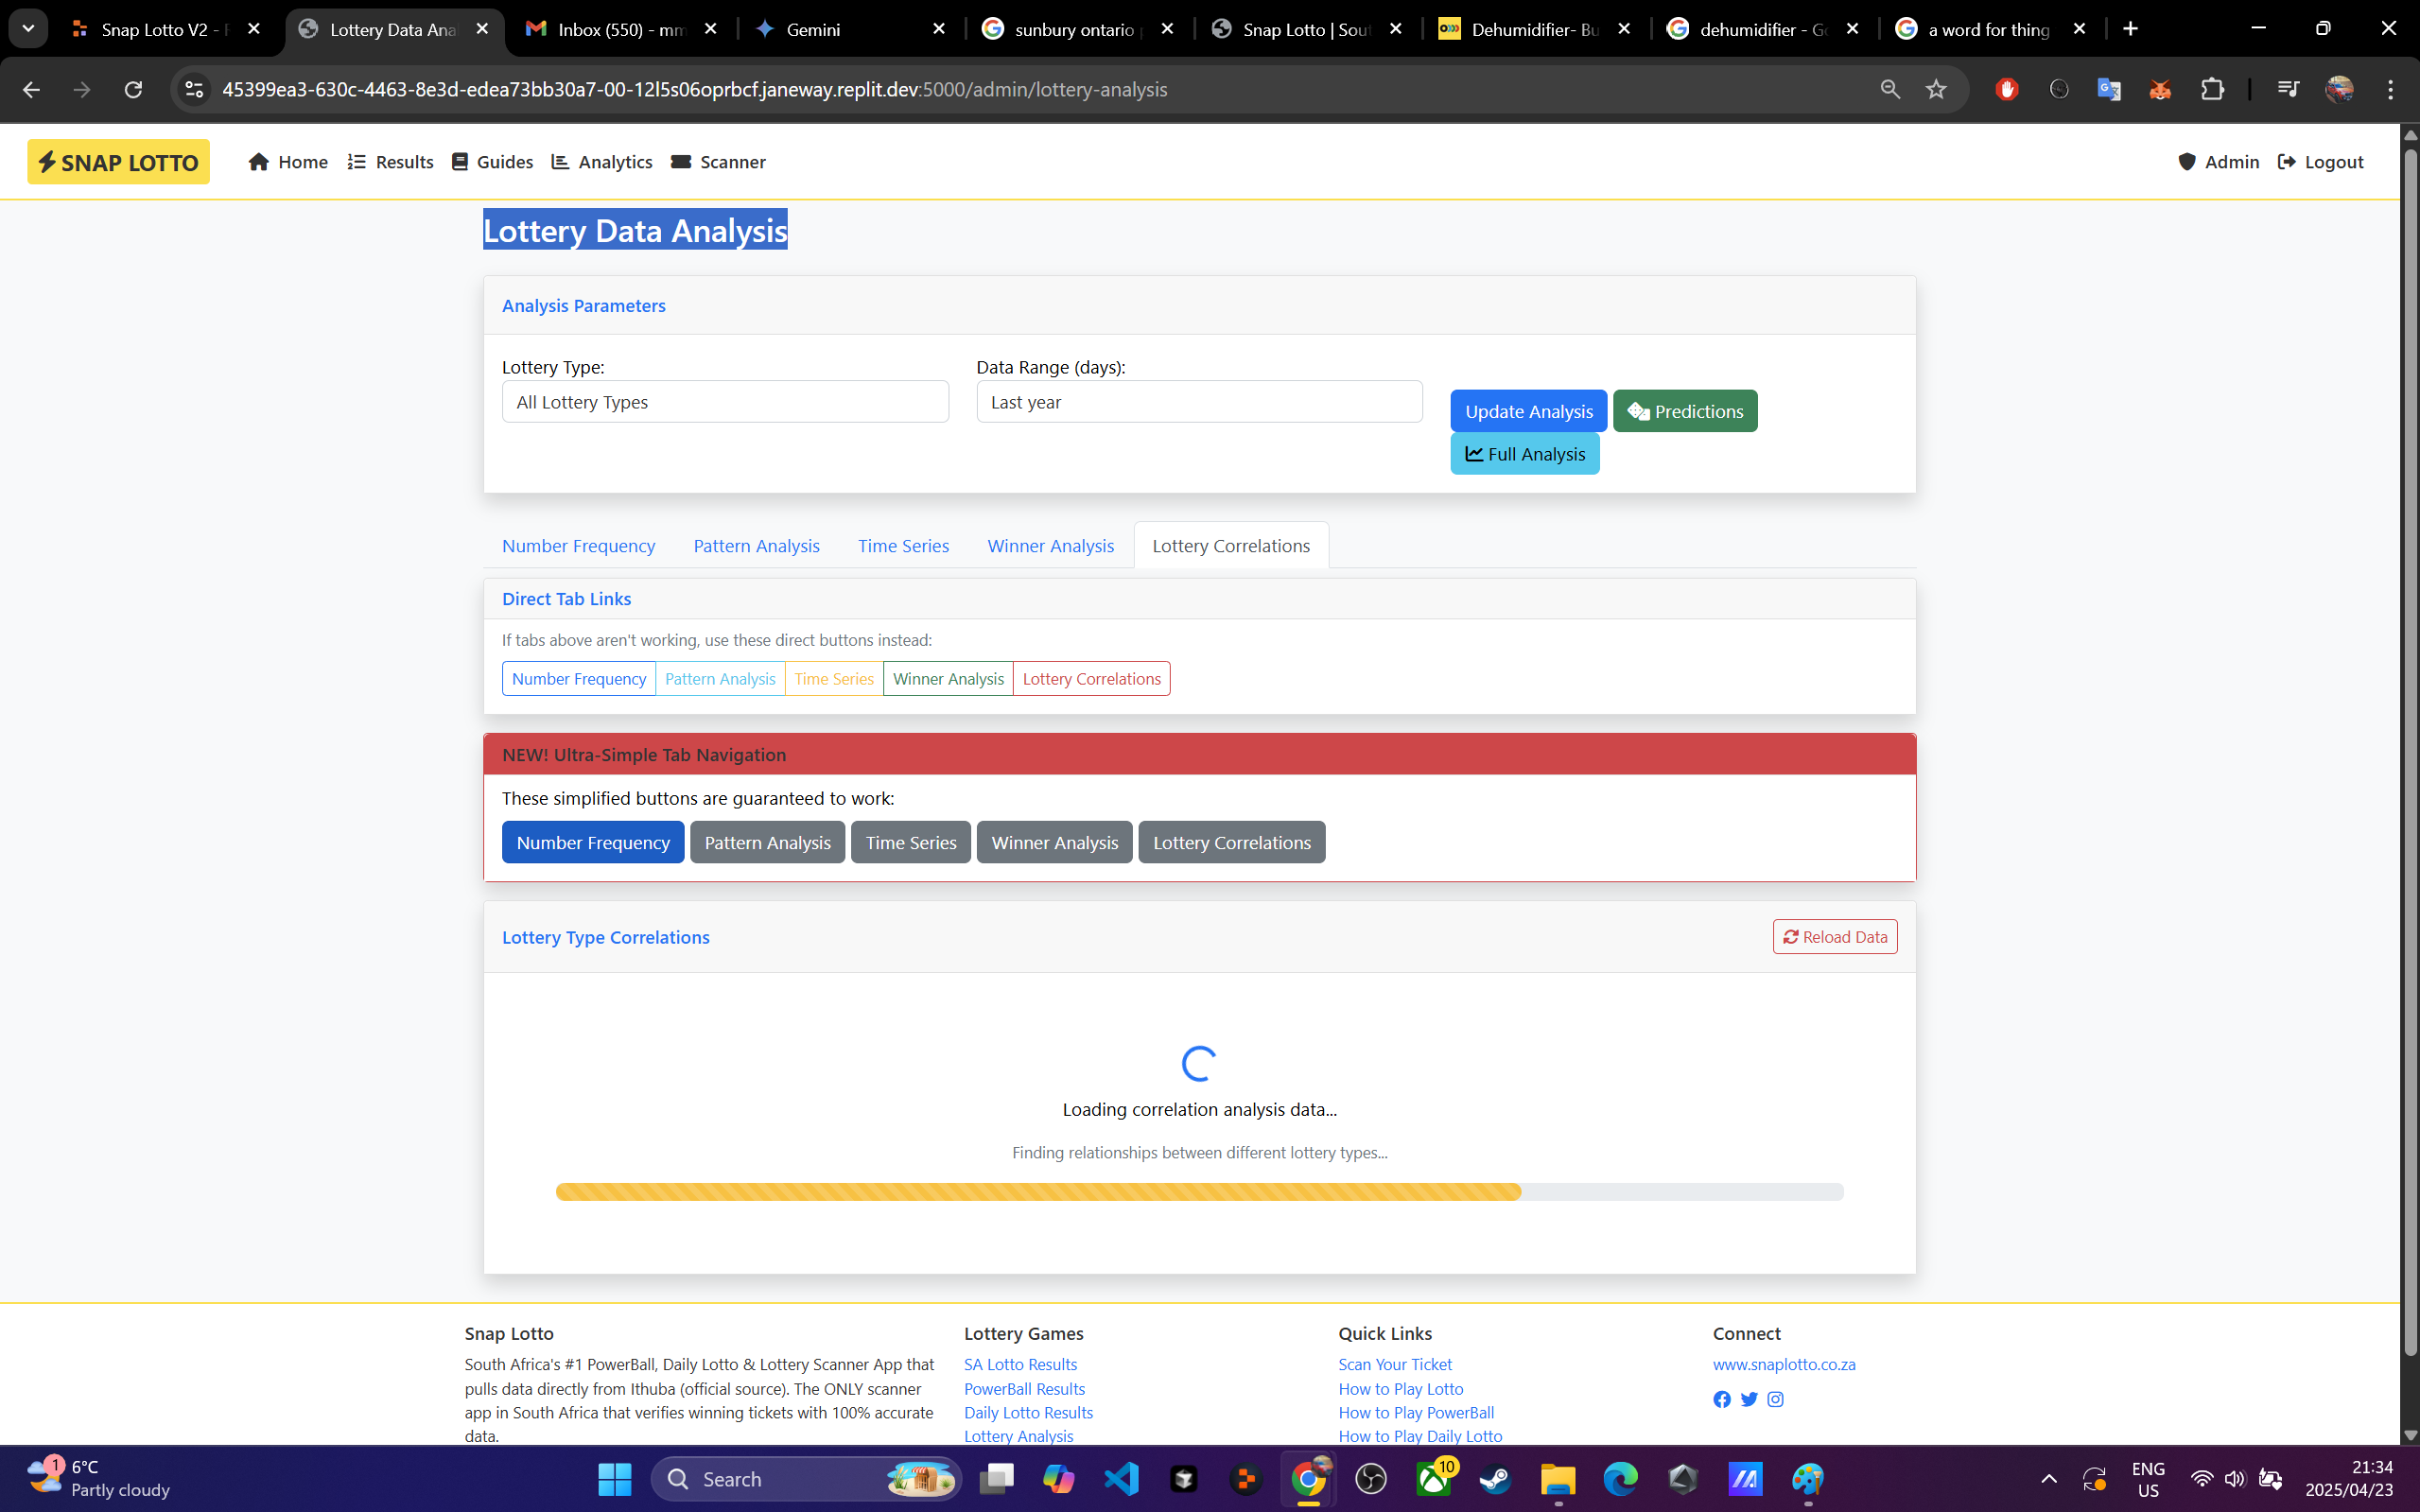 Snap Lotto V2 -
Lottery Data Ana
Inbox (550) - mm
Gemini
sunbury ontario
Snap Lotto | Sout
Dehumidifier- Bu
dehumidifier - Go
a word for thing
45399ea3-630c-4463-8e3d-edea73bb30a7-00-12l5s06oprbcf.janeway.replit.dev:5000/admin/lottery-analysis
SNAP LOTTO
Home
Results
Guides
Analytics
Scanner
Admin
Logout
Lottery Data Analysis
Analysis Parameters
Lottery Type:
All Lottery Types
Data Range (days):
Last year
Update Analysis
Predictions
Full Analysis
Number Frequency
Pattern Analysis
Time Series
Winner Analysis
Lottery Correlations
Direct Tab Links
If tabs above aren't working, use these direct buttons instead:
Number Frequency
Pattern Analysis
Time Series
Winner Analysis
Lottery Correlations
NEW! Ultra-Simple Tab Navigation
These simplified buttons are guaranteed to work:
Number Frequency
Pattern Analysis
Time Series
Winner Analysis
Lottery Correlations
Lottery Type Correlations
Reload Data
Loading correlation analysis data...
Finding relationships between different lottery types...
Snap Lotto
South Africa's #1 PowerBall, Daily Lotto & Lottery Scanner App that
pulls data directly from Ithuba (official source). The ONLY scanner
app in South Africa that verifies winning tickets with 100% accurate
data.
Lottery Games
SA Lotto Results
PowerBall Results
Daily Lotto Results
Lottery Analysis
Quick Links
Scan Your Ticket
How to Play Lotto
How to Play PowerBall
How to Play Daily Lotto
Connect
www.snaplotto.co.za
1
6°C
Partly cloudy
Search
10
ENG
US
21:34
2025/04/23